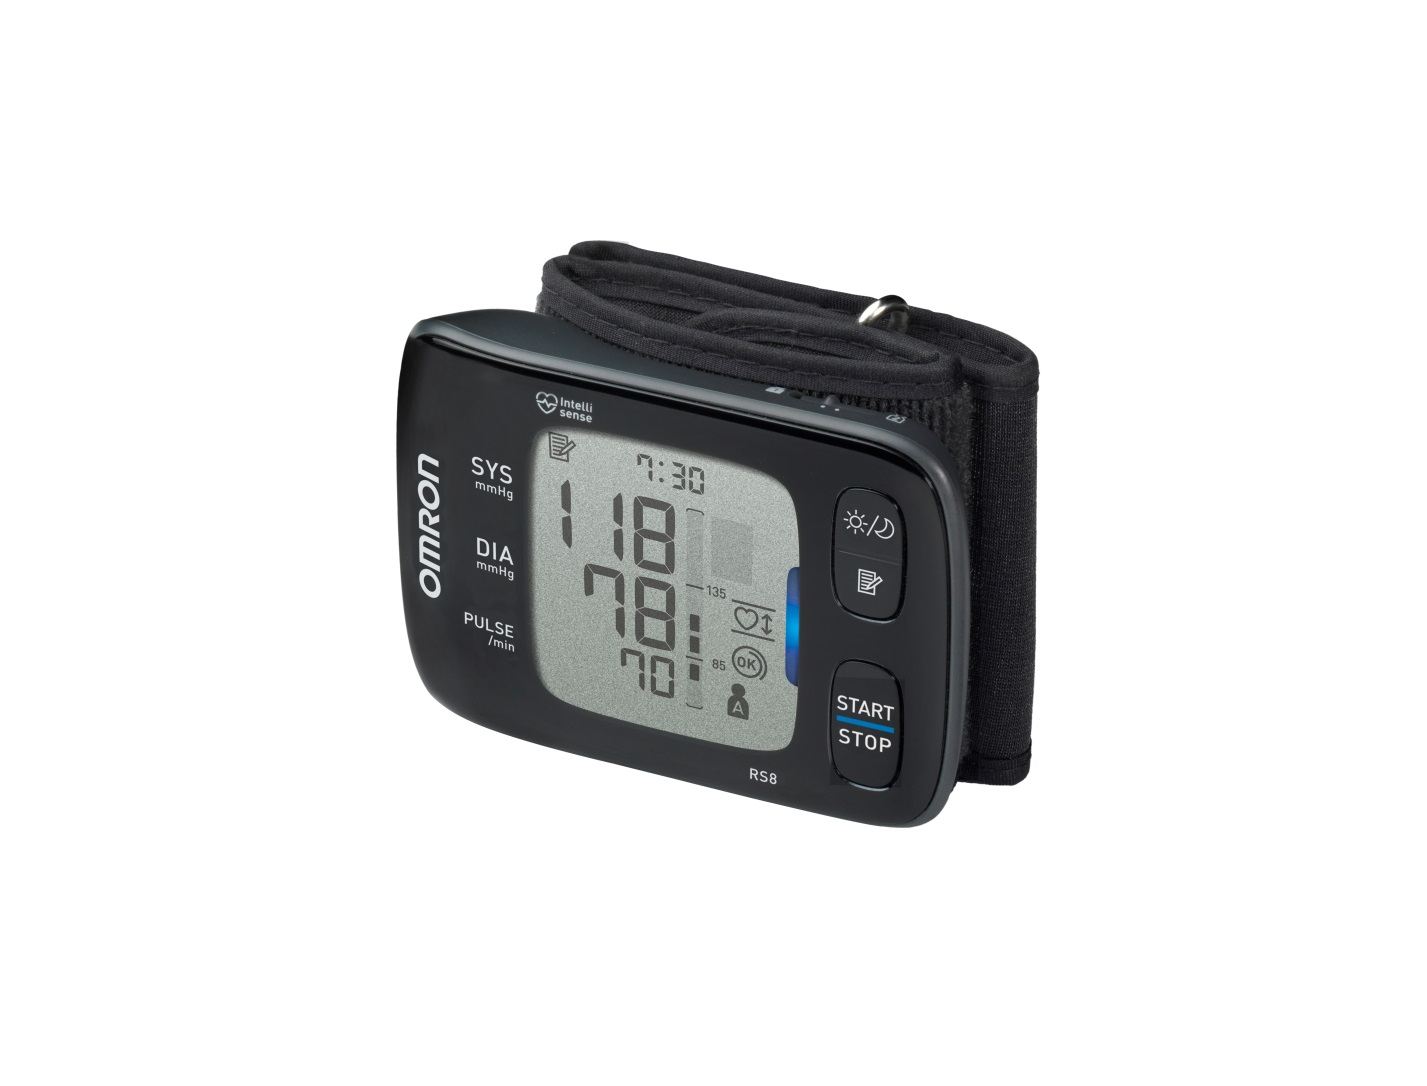 Intelli
sense
OMRON
SYS
mmHg
DIA
mmHg
PULSE
/min
7:30
118
78
70
135
85
OK
A
START
STOP
RS8